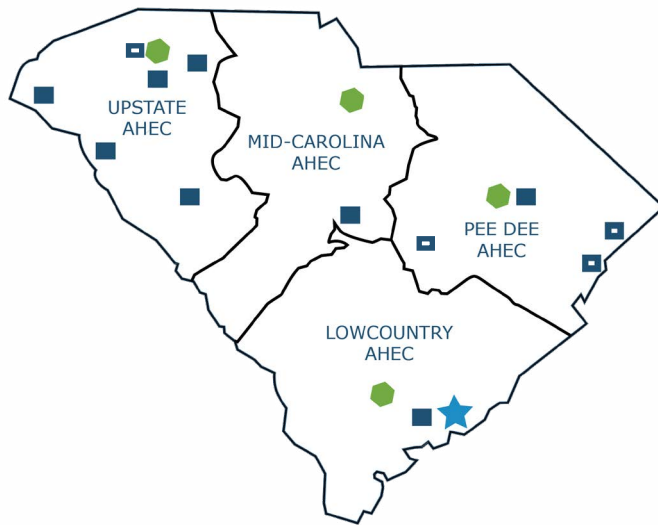 UPSTATE
AHEC
MID-CAROLINA
AHEC
PEE DEE
AHEC
LOWCOUNTRY
AHEC